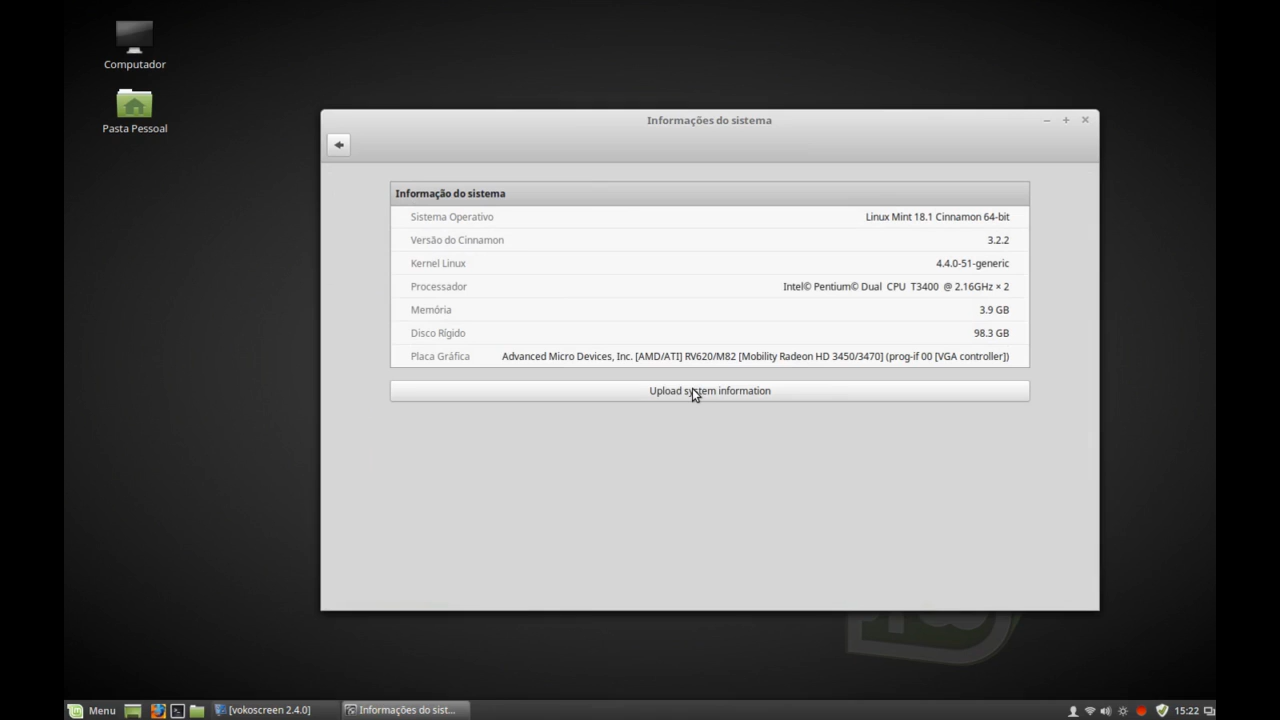 Computador
Pasta Pessoal
Informações do sistema
Informação do sistema
Sistema Operativo Linux Mint 18.1 Cinnamon 64-bit
Versão do Cinnamon 3.2.2
Kernel Linux 4.4.0-51-generic
Processador Intel© Pentium© Dual CPU T3400 @ 2.16GHz × 2
Memória 3.9 GB
Disco Rígido 98.3 GB
Placa Gráfica Advanced Micro Devices, Inc. [AMD/ATI] RV620/M82 [Mobility Radeon HD 3450/3470] (prog-if 00 [VGA controller])
Upload system information
Menu [vokoscreen 2.4.0] Informações do sist... 15:22